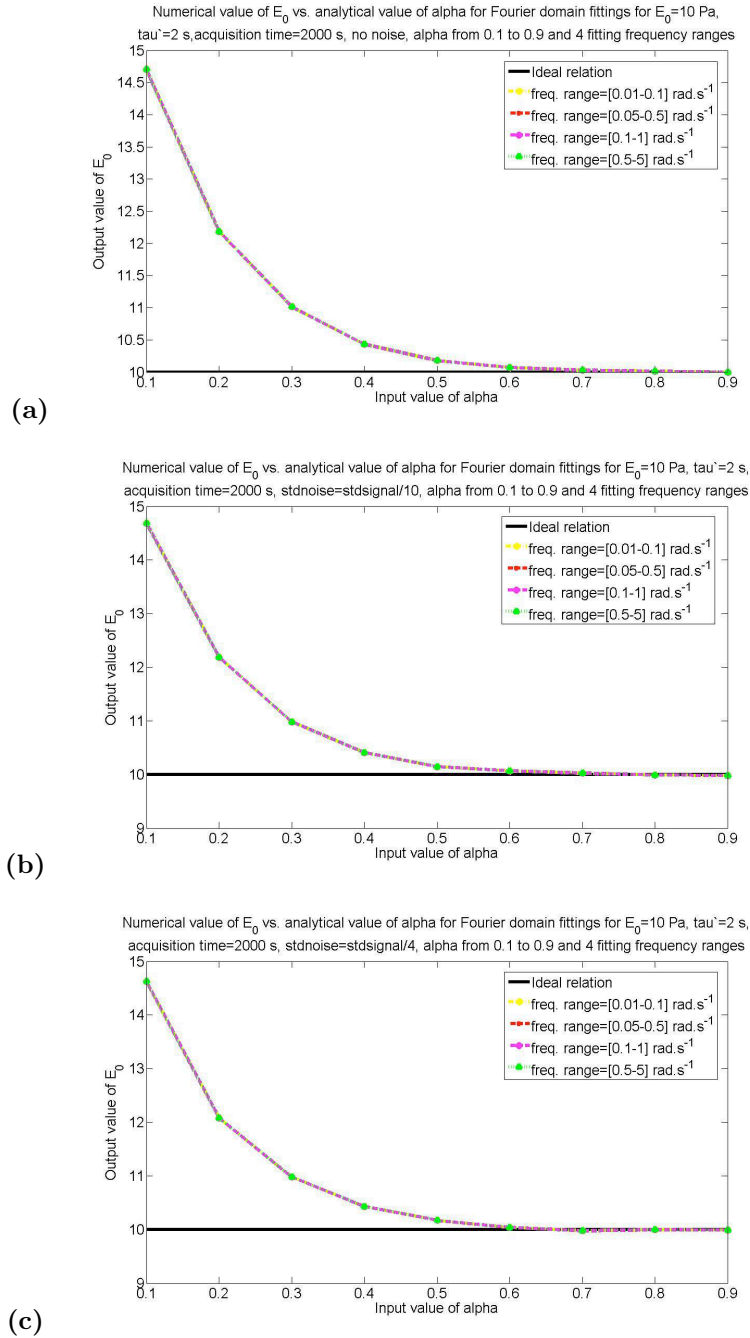 Numerical value of E0 vs. analytical value of alpha for Fourier domain fittings for E0=10 Pa,
tau`=2 s,acquisition time=2000 s, no noise, alpha from 0.1 to 0.9 and 4 fitting frequency ranges
15
14.5
14
13.5
13
12.5
12
11.5
11
10.5
10
Output value of E0
Ideal relation
freq. range=[0.01-0.1] rad.s-1
freq. range=[0.05-0.5] rad.s-1
freq. range=[0.1-1] rad.s-1
freq. range=[0.5-5] rad.s-1
0.1 0.2 0.3 0.4 0.5 0.6 0.7 0.8 0.9
Input value of alpha
(a)
Numerical value of E0 vs. analytical value of alpha for Fourier domain fittings for E0=10 Pa, tau`=2 s,
acquisition time=2000 s, stdnoise=stdsignal/10, alpha from 0.1 to 0.9 and 4 fitting frequency ranges
15
14
13
12
11
10
9
Output value of E0
Ideal relation
freq. range=[0.01-0.1] rad.s-1
freq. range=[0.05-0.5] rad.s-1
freq. range=[0.1-1] rad.s-1
freq. range=[0.5-5] rad.s-1
0.1 0.2 0.3 0.4 0.5 0.6 0.7 0.8 0.9
Input value of alpha
(b)
Numerical value of E0 vs. analytical value of alpha for Fourier domain fittings for E0=10 Pa, tau`=2 s,
acquisition time=2000 s, stdnoise=stdsignal/4, alpha from 0.1 to 0.9 and 4 fitting frequency ranges
15
14
13
12
11
10
9
Output value of E0
Ideal relation
freq. range=[0.01-0.1] rad.s-1
freq. range=[0.05-0.5] rad.s-1
freq. range=[0.1-1] rad.s-1
freq. range=[0.5-5] rad.s-1
0.1 0.2 0.3 0.4 0.5 0.6 0.7 0.8 0.9
Input value of alpha
(c)